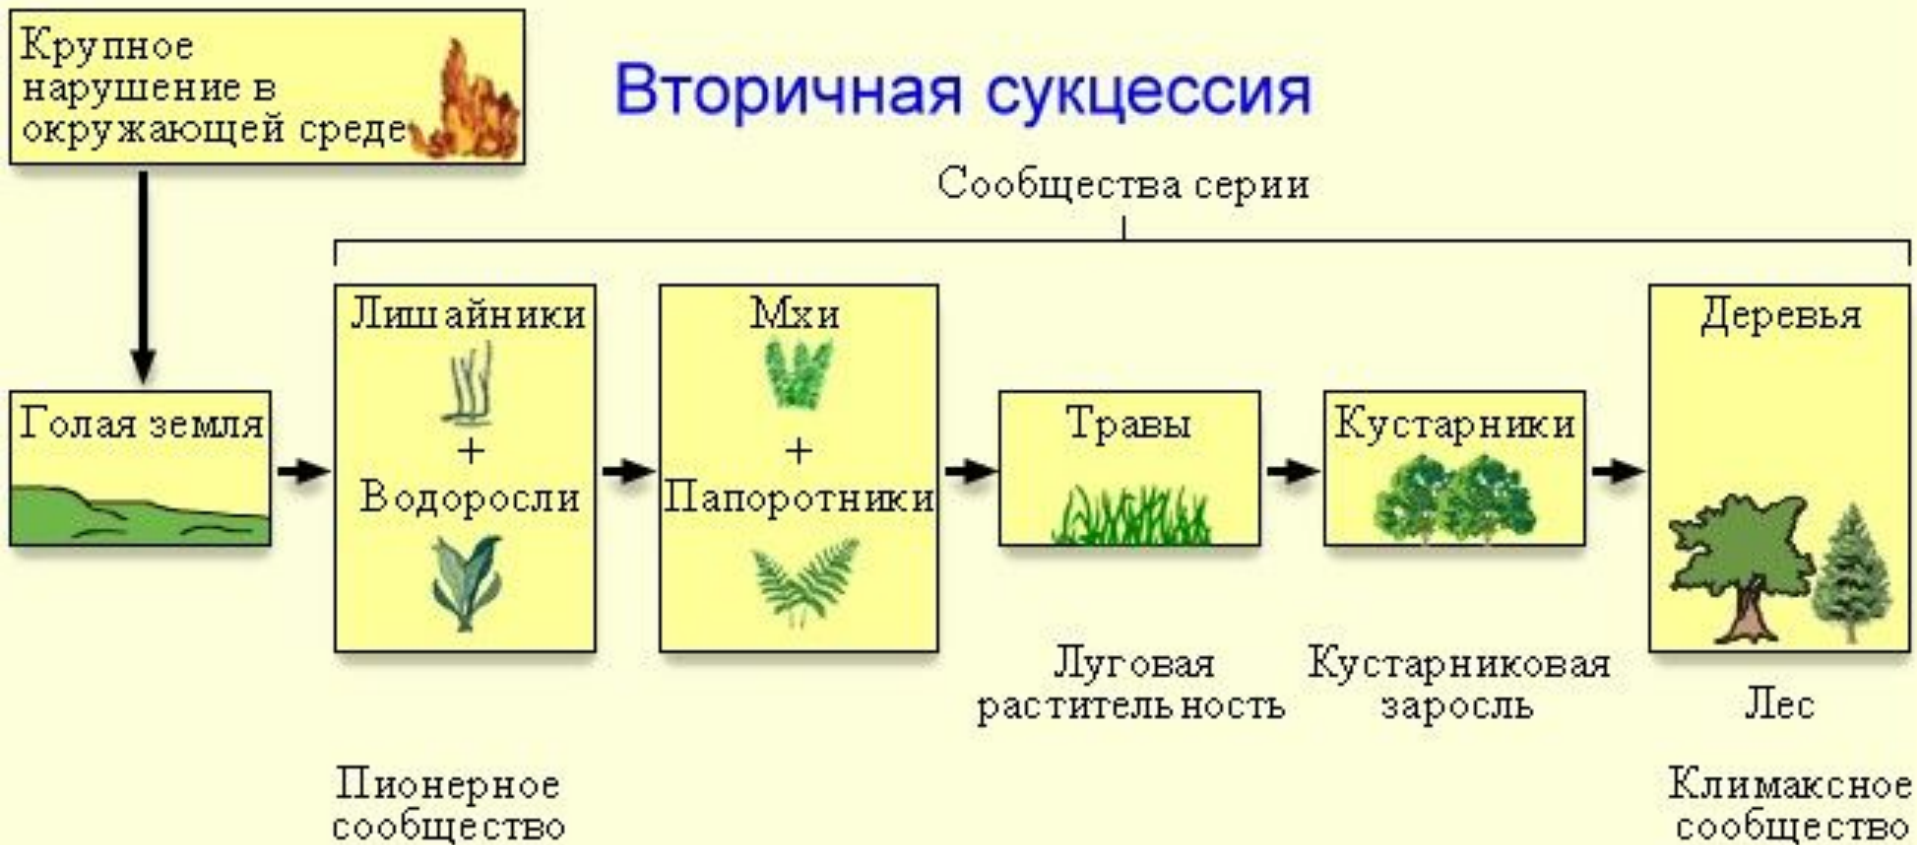 Крупное
нарушение в
окружающей среде
Вторичная сукцессия
Сообщества серии
Голая земля
Лишайники
+
Водоросли
Мхи
+
Папоротники
Травы
Кустарники
Деревья
Луговая
растительность
Кустарниковая
заросль
Лес
Пионерное
сообщество
Климаксное
сообщество